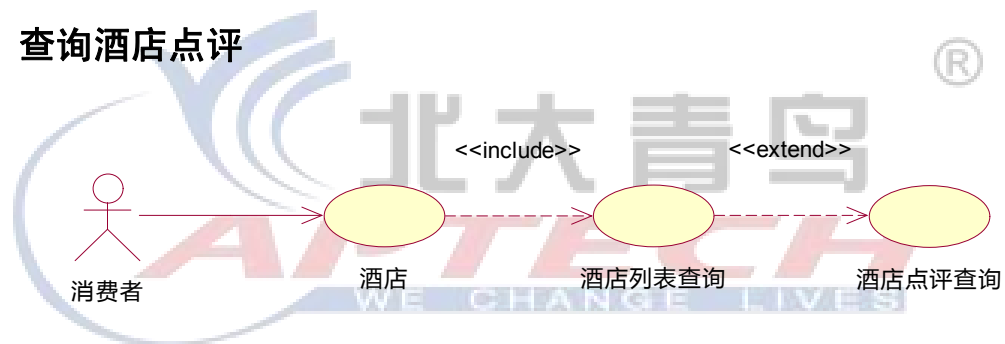 查询酒店点评
®
北大青鸟
<<include>>
<<extend>>
APTECH
消费者
酒店
酒店列表查询
酒店点评查询
WE CHANGE LIVES